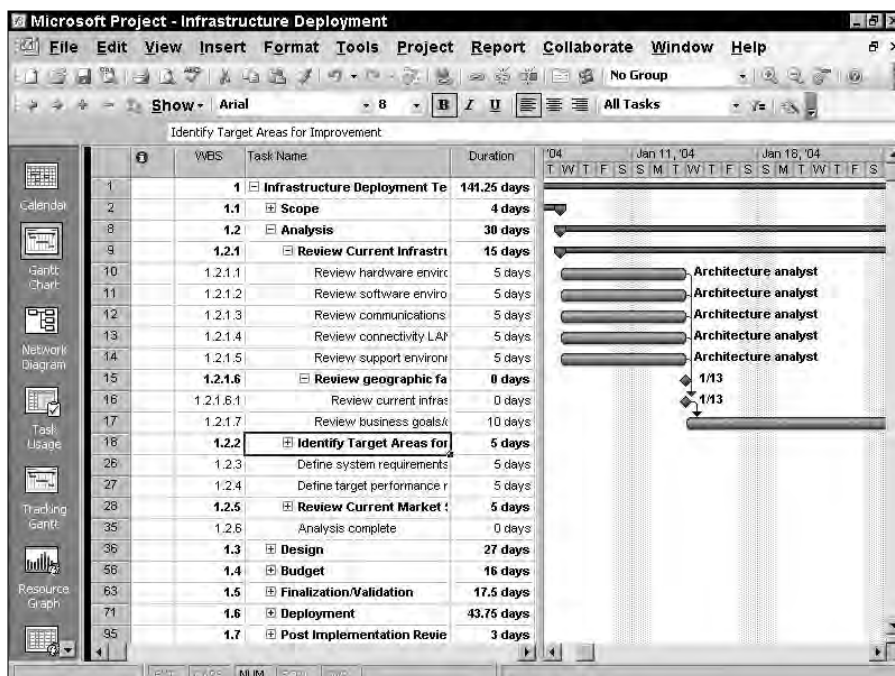 Microsoft Project - Infrastructure Deployment
File Edit View Insert Format Tools Project Report Collaborate Window Help
No Group
Show Arial 8 B I U All Tasks
Identify Target Areas for Improvement
WBS Task Name Duration '04 Jan 11, '04 Jan 18, '04
T W T F S S M T W T F S S M T W T F S
1 1 Infrastructure Deployment Te 141.25 days
2 1.1 Scope 4 days
8 1.2 Analysis 30 days
9 1.2.1 Review Current Infrastru 15 days
10 1.2.1.1 Review hardware enviro 5 days Architecture analyst
11 1.2.1.2 Review software enviro 5 days Architecture analyst
12 1.2.1.3 Review communications 5 days Architecture analyst
13 1.2.1.4 Review connectivity LAN 5 days Architecture analyst
14 1.2.1.5 Review support environm 5 days Architecture analyst
15 1.2.1.6 Review geographic fa 0 days 1/13
16 1.2.1.6.1 Review current infras 0 days 1/13
17 1.2.1.7 Review business goals/ 10 days
18 1.2.2 Identify Target Areas for 5 days
26 1.2.3 Define system requirements 5 days
27 1.2.4 Define target performance r 5 days
28 1.2.5 Review Current Market 5 days
35 1.2.6 Analysis complete 0 days
36 1.3 Design 27 days
56 1.4 Budget 16 days
63 1.5 Finalization/Validation 17.5 days
71 1.6 Deployment 43.75 days
95 1.7 Post Implementation Revie 3 days
Calendar
Gantt
Chart
Network
Diagram
Task
Usage
Tracking
Gantt
Resource
Graph
NUM